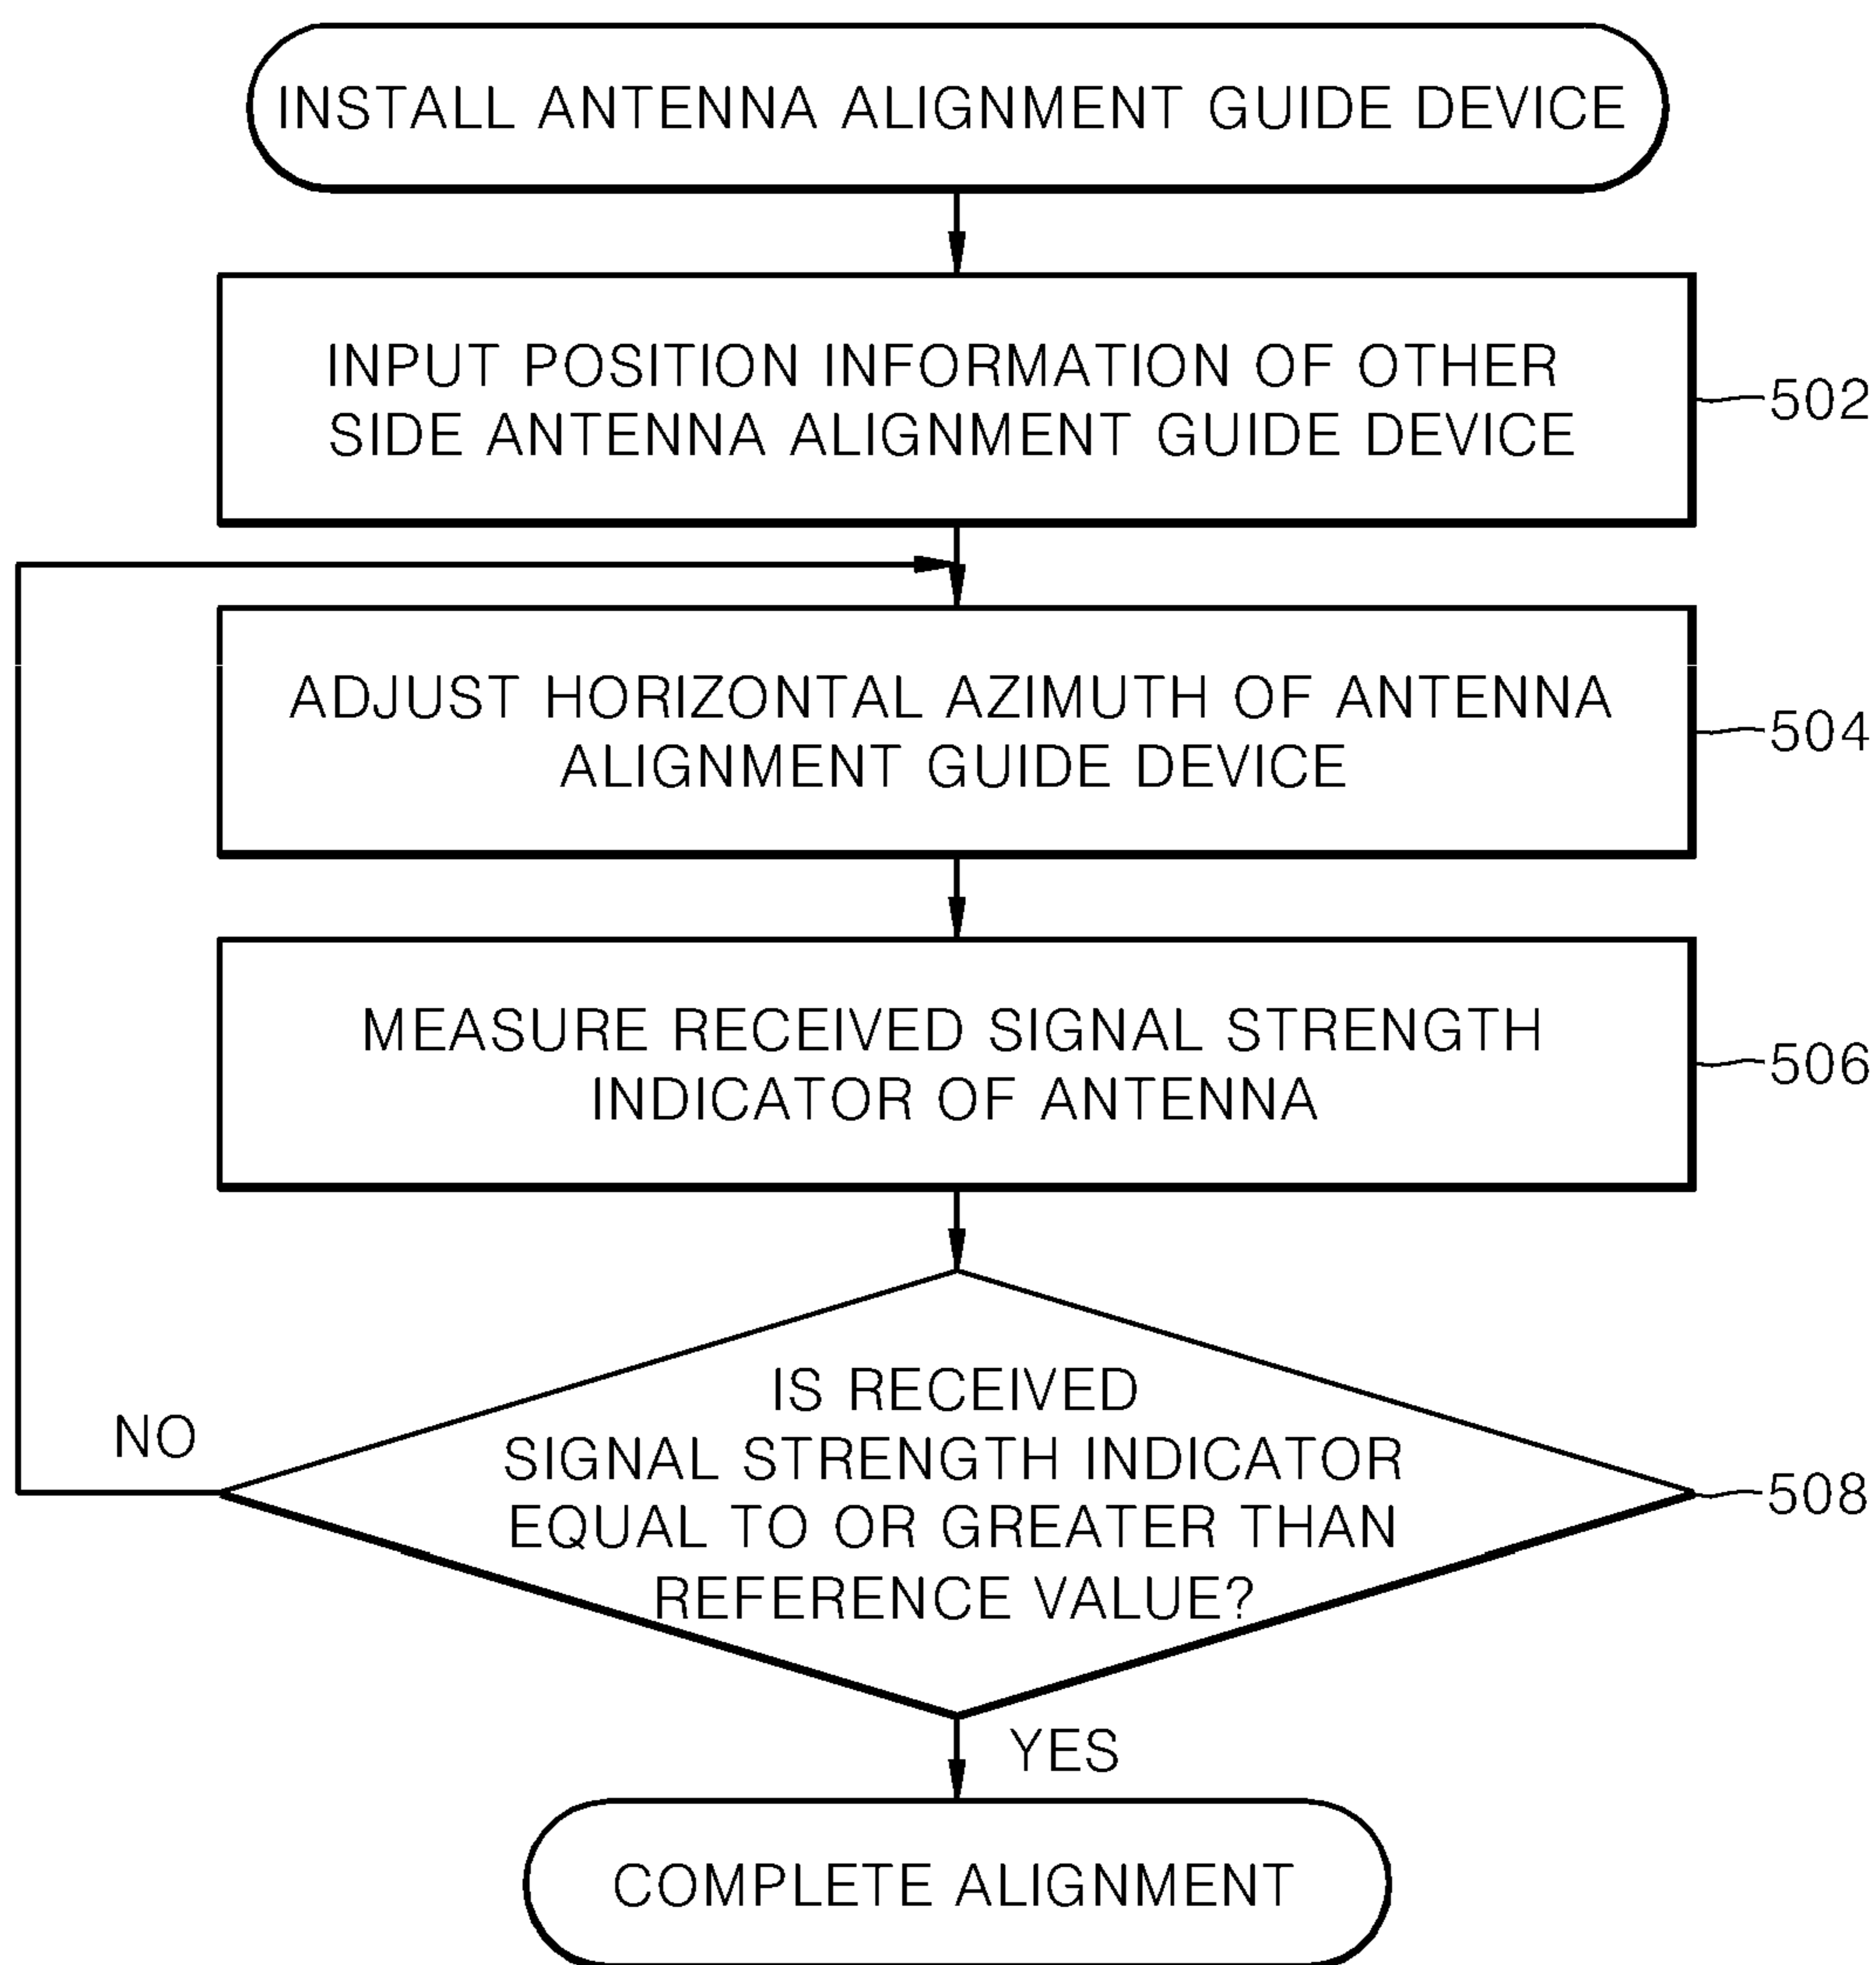 INSTALL ANTENNA ALIGNMENT GUIDE DEVICE
INPUT POSITION INFORMATION OF OTHER
SIDE ANTENNA ALIGNMENT GUIDE DEVICE
502
ADJUST HORIZONTAL AZIMUTH OF ANTENNA
ALIGNMENT GUIDE DEVICE
504
MEASURE RECEIVED SIGNAL STRENGTH
INDICATOR OF ANTENNA
506
IS RECEIVED
SIGNAL STRENGTH INDICATOR
EQUAL TO OR GREATER THAN
REFERENCE VALUE?
508
NO
YES
COMPLETE ALIGNMENT